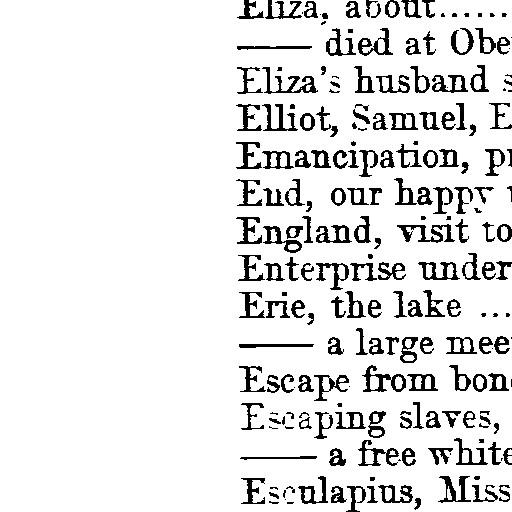 Eliza, about......
—— died at Obe
Eliza's husband s
Elliot, Samuel, E
Emancipation, pr
End, our happy
England, visit to
Enterprise under
Erie, the lake ...
—— a large mee
Escape from bon
Escaping slaves,
—— a free white
Esculapius, Miss